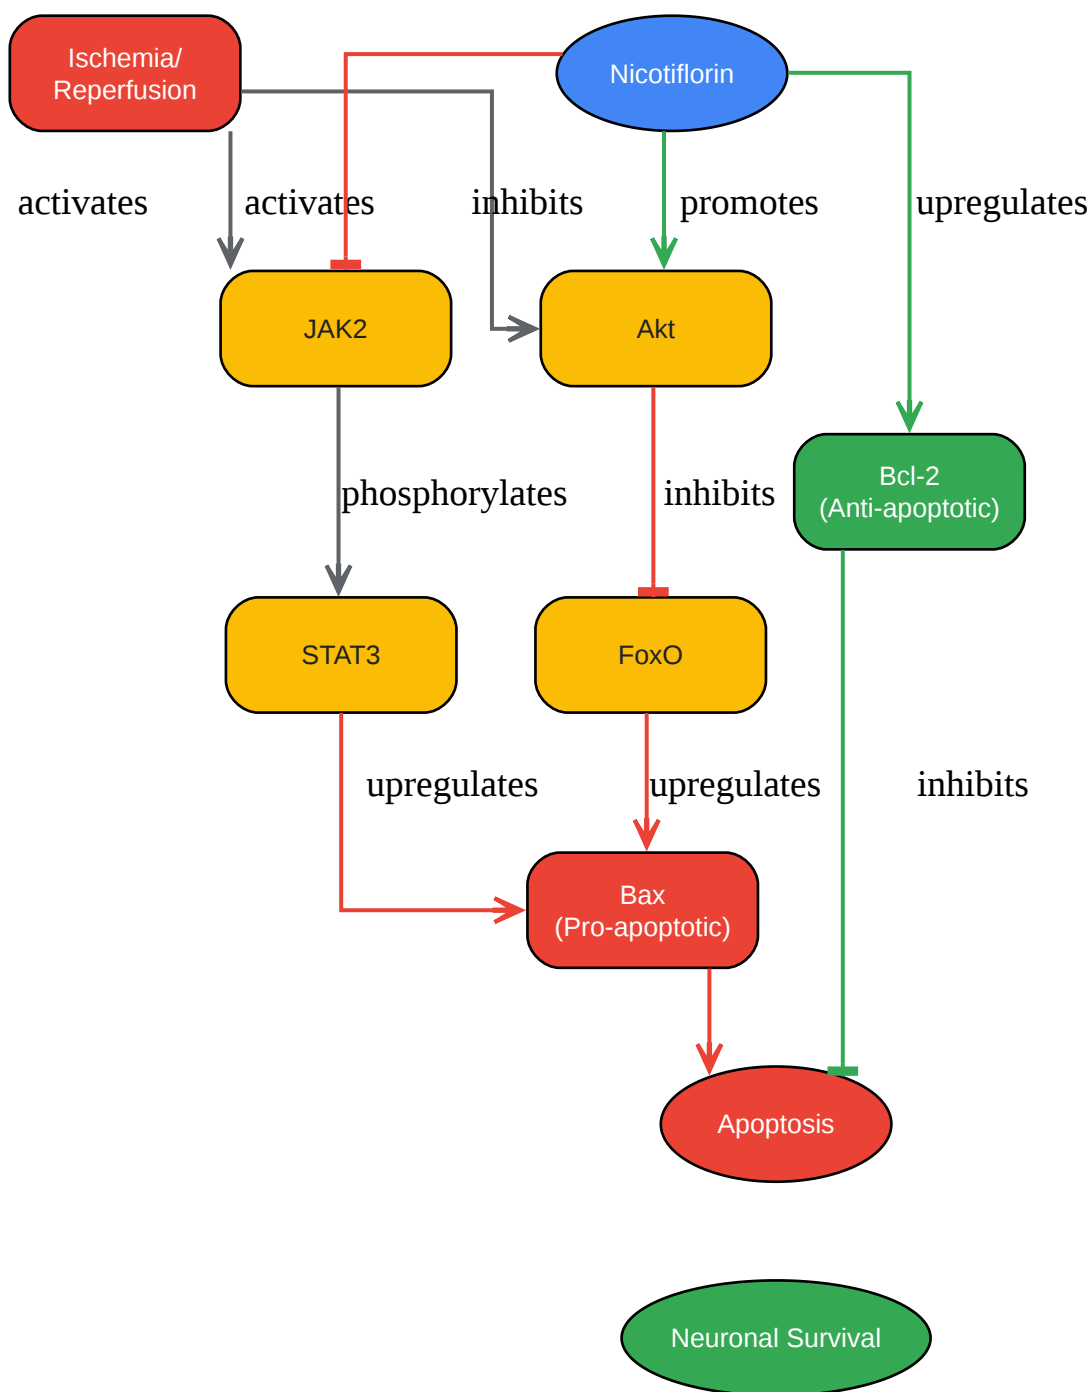 Ischemia/
Reperfusion
Nicotiflorin
activates
activates
inhibits
promotes
upregulates
JAK2
Akt
Bcl-2
(Anti-apoptotic)
phosphorylates
inhibits
STAT3
FoxO
upregulates
upregulates
inhibits
Bax
(Pro-apoptotic)
Apoptosis
Neuronal Survival